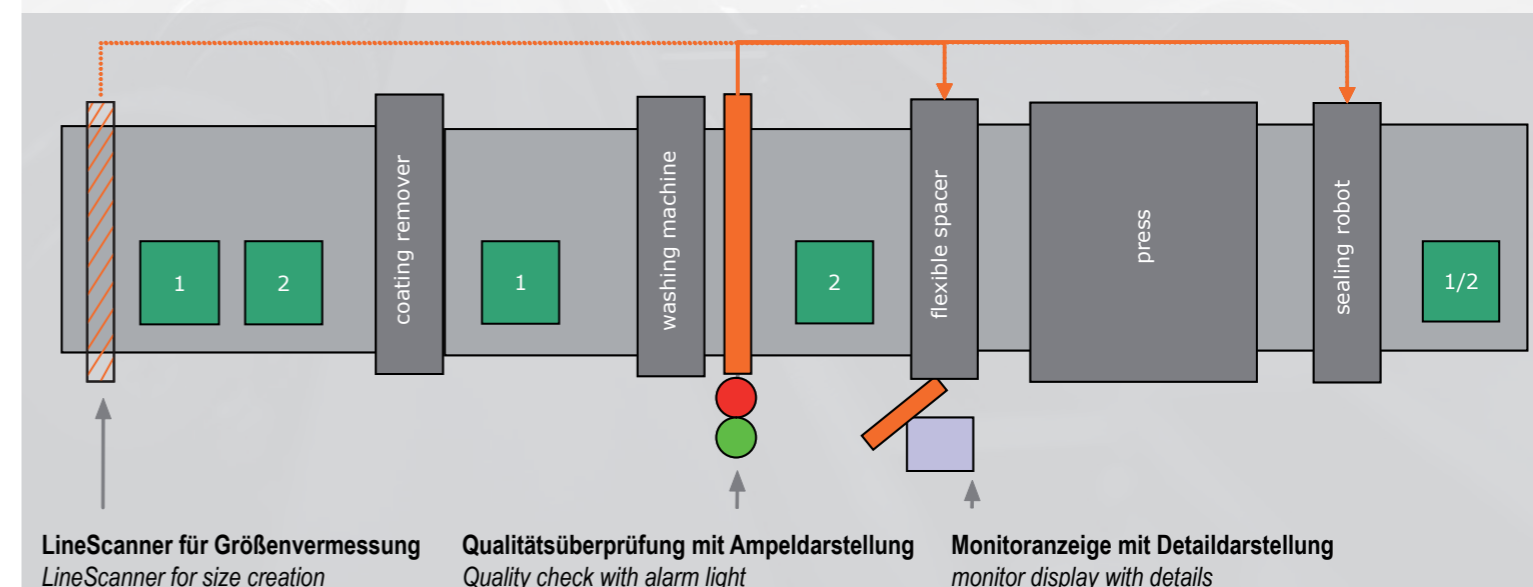 1
2
coating remover
1
washing machine
2
flexible spacer
press
sealing robot
1/2
LineScanner für Größenvermessung
LineScanner for size creation
Qualitätsüberprüfung mit Ampeldarstellung
Quality check with alarm light
Monitoranzeige mit Detaildarstellung
monitor display with details